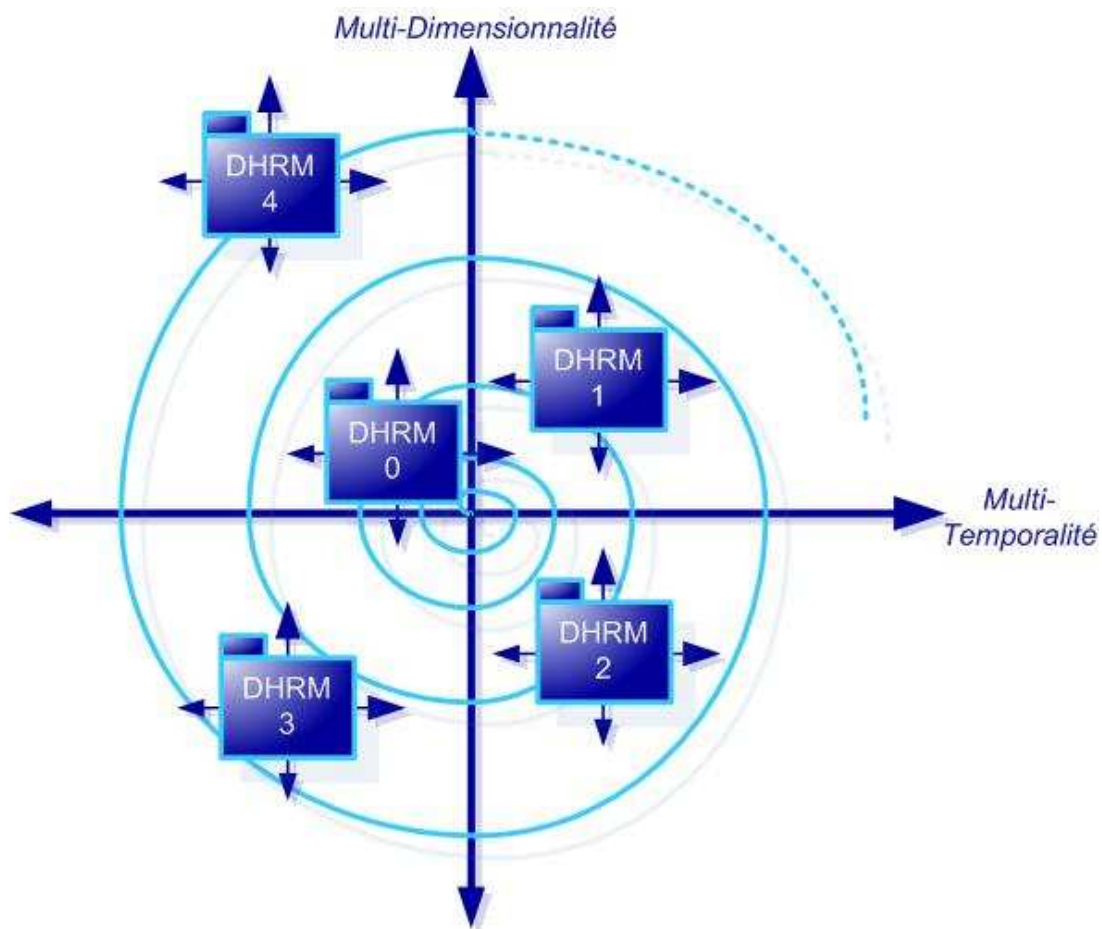 Multi-Dimensionnalité
DHRM
4
DHRM
1
DHRM
0
Multi-
Temporalité
DHRM
2
DHRM
3